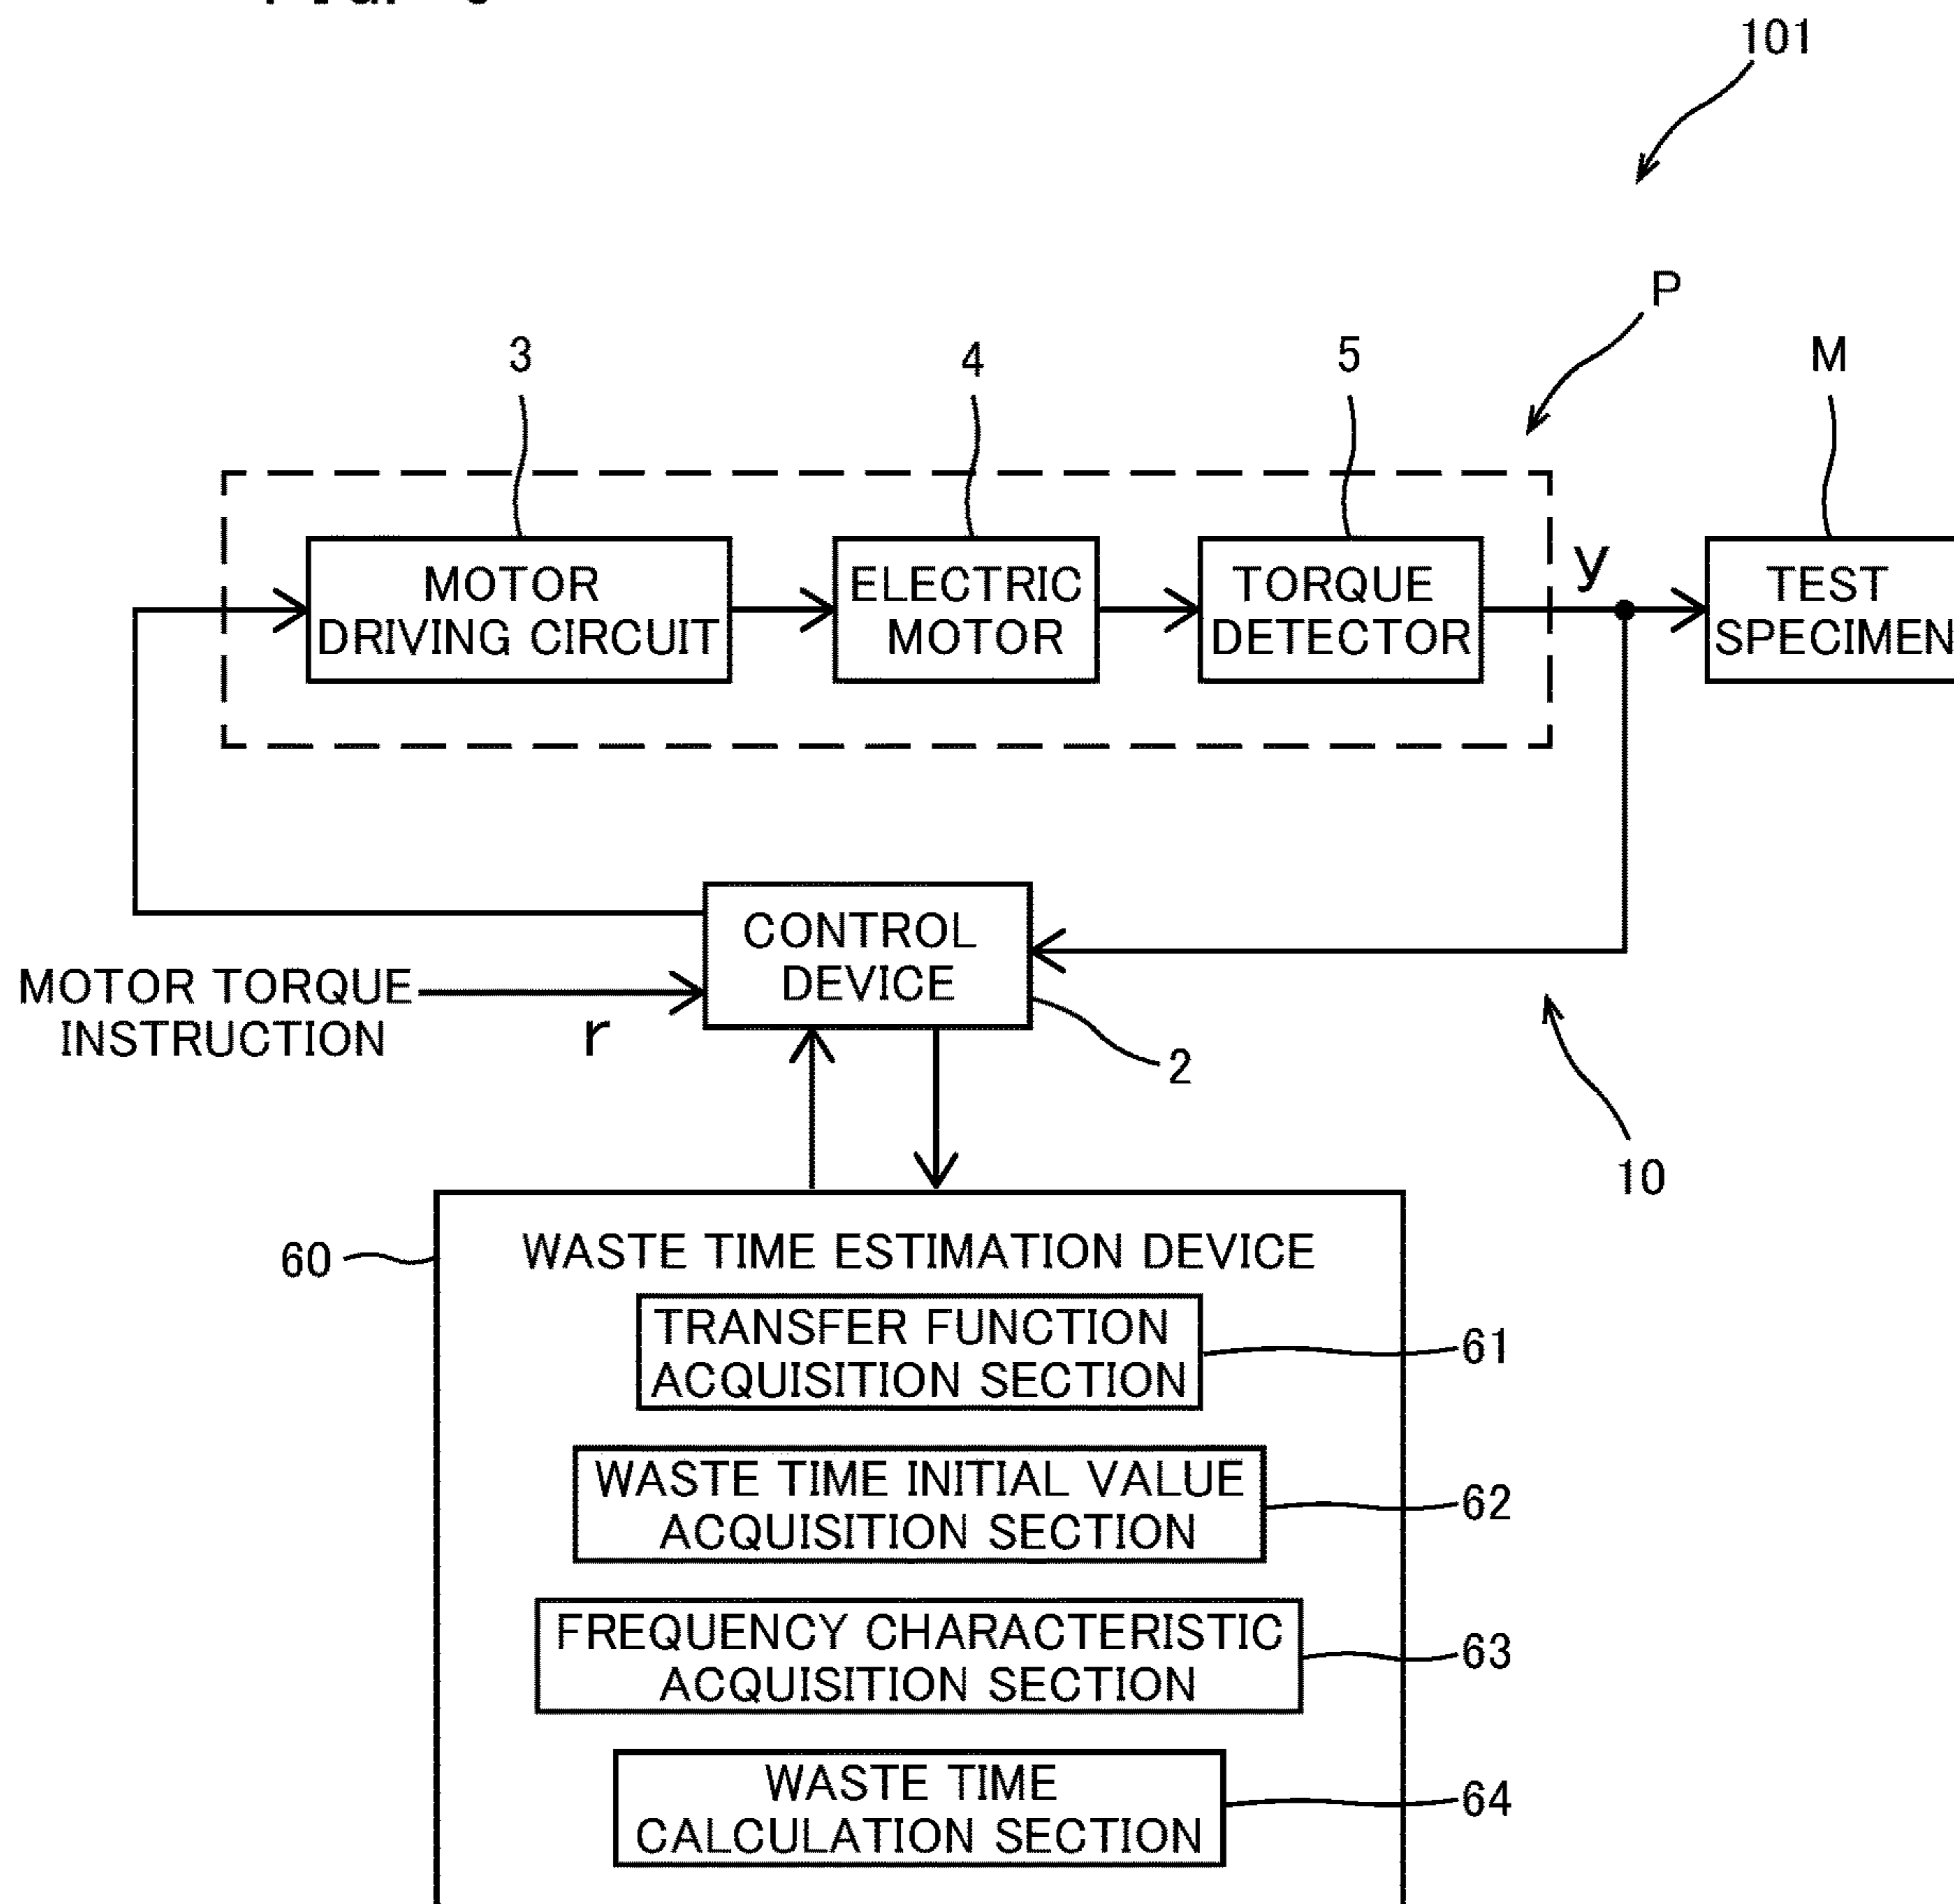 101
P
3
4
5
M
MOTOR
DRIVING CIRCUIT
ELECTRIC
MOTOR
TORQUE
DETECTOR
y
TEST
SPECIMEN
CONTROL
DEVICE
MOTOR TORQUE
INSTRUCTION
r
2
10
60
WASTE TIME ESTIMATION DEVICE
TRANSFER FUNCTION
ACQUISITION SECTION
61
WASTE TIME INITIAL VALUE
ACQUISITION SECTION
62
FREQUENCY CHARACTERISTIC
ACQUISITION SECTION
63
WASTE TIME
CALCULATION SECTION
64